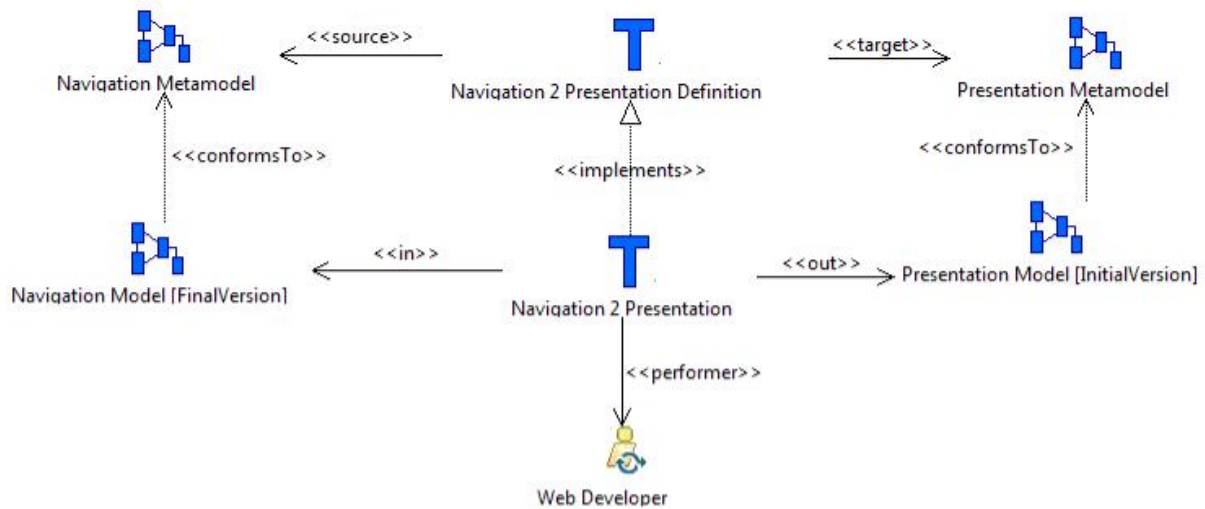 <<source>>
<<target>>
Navigation Metamodel
Navigation 2 Presentation Definition
Presentation Metamodel
<<conformsTo>>
<<implements>>
<<conformsTo>>
<<in>>
<<out>>
Navigation Model [FinalVersion]
Navigation 2 Presentation
Presentation Model [InitialVersion]
<<performer>>
Web Developer